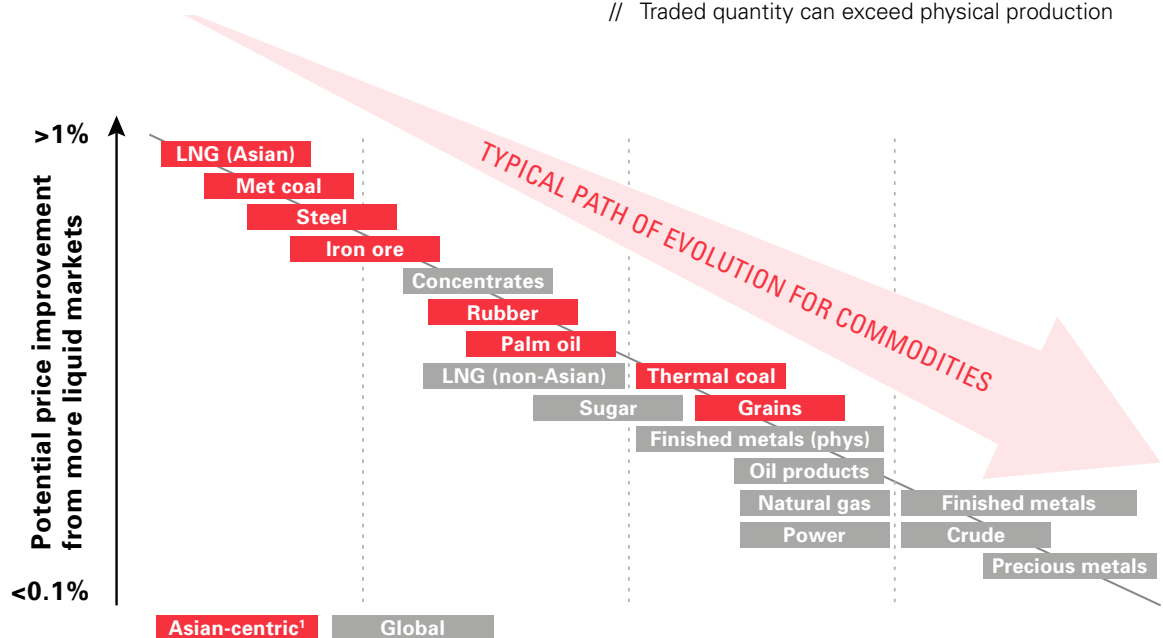 // Traded quantity can exceed physical production
>1%
Potential price improvement
from more liquid markets
<0.1%
TYPICAL PATH OF EVOLUTION FOR COMMODITIES
LNG (Asian)
Met coal
Steel
Iron ore
Concentrates
Rubber
Palm oil
LNG (non-Asian) Thermal coal
Sugar Grains
Finished metals (phys)
Oil products
Natural gas Finished metals
Power Crude
Precious metals
Asian-centric¹ Global